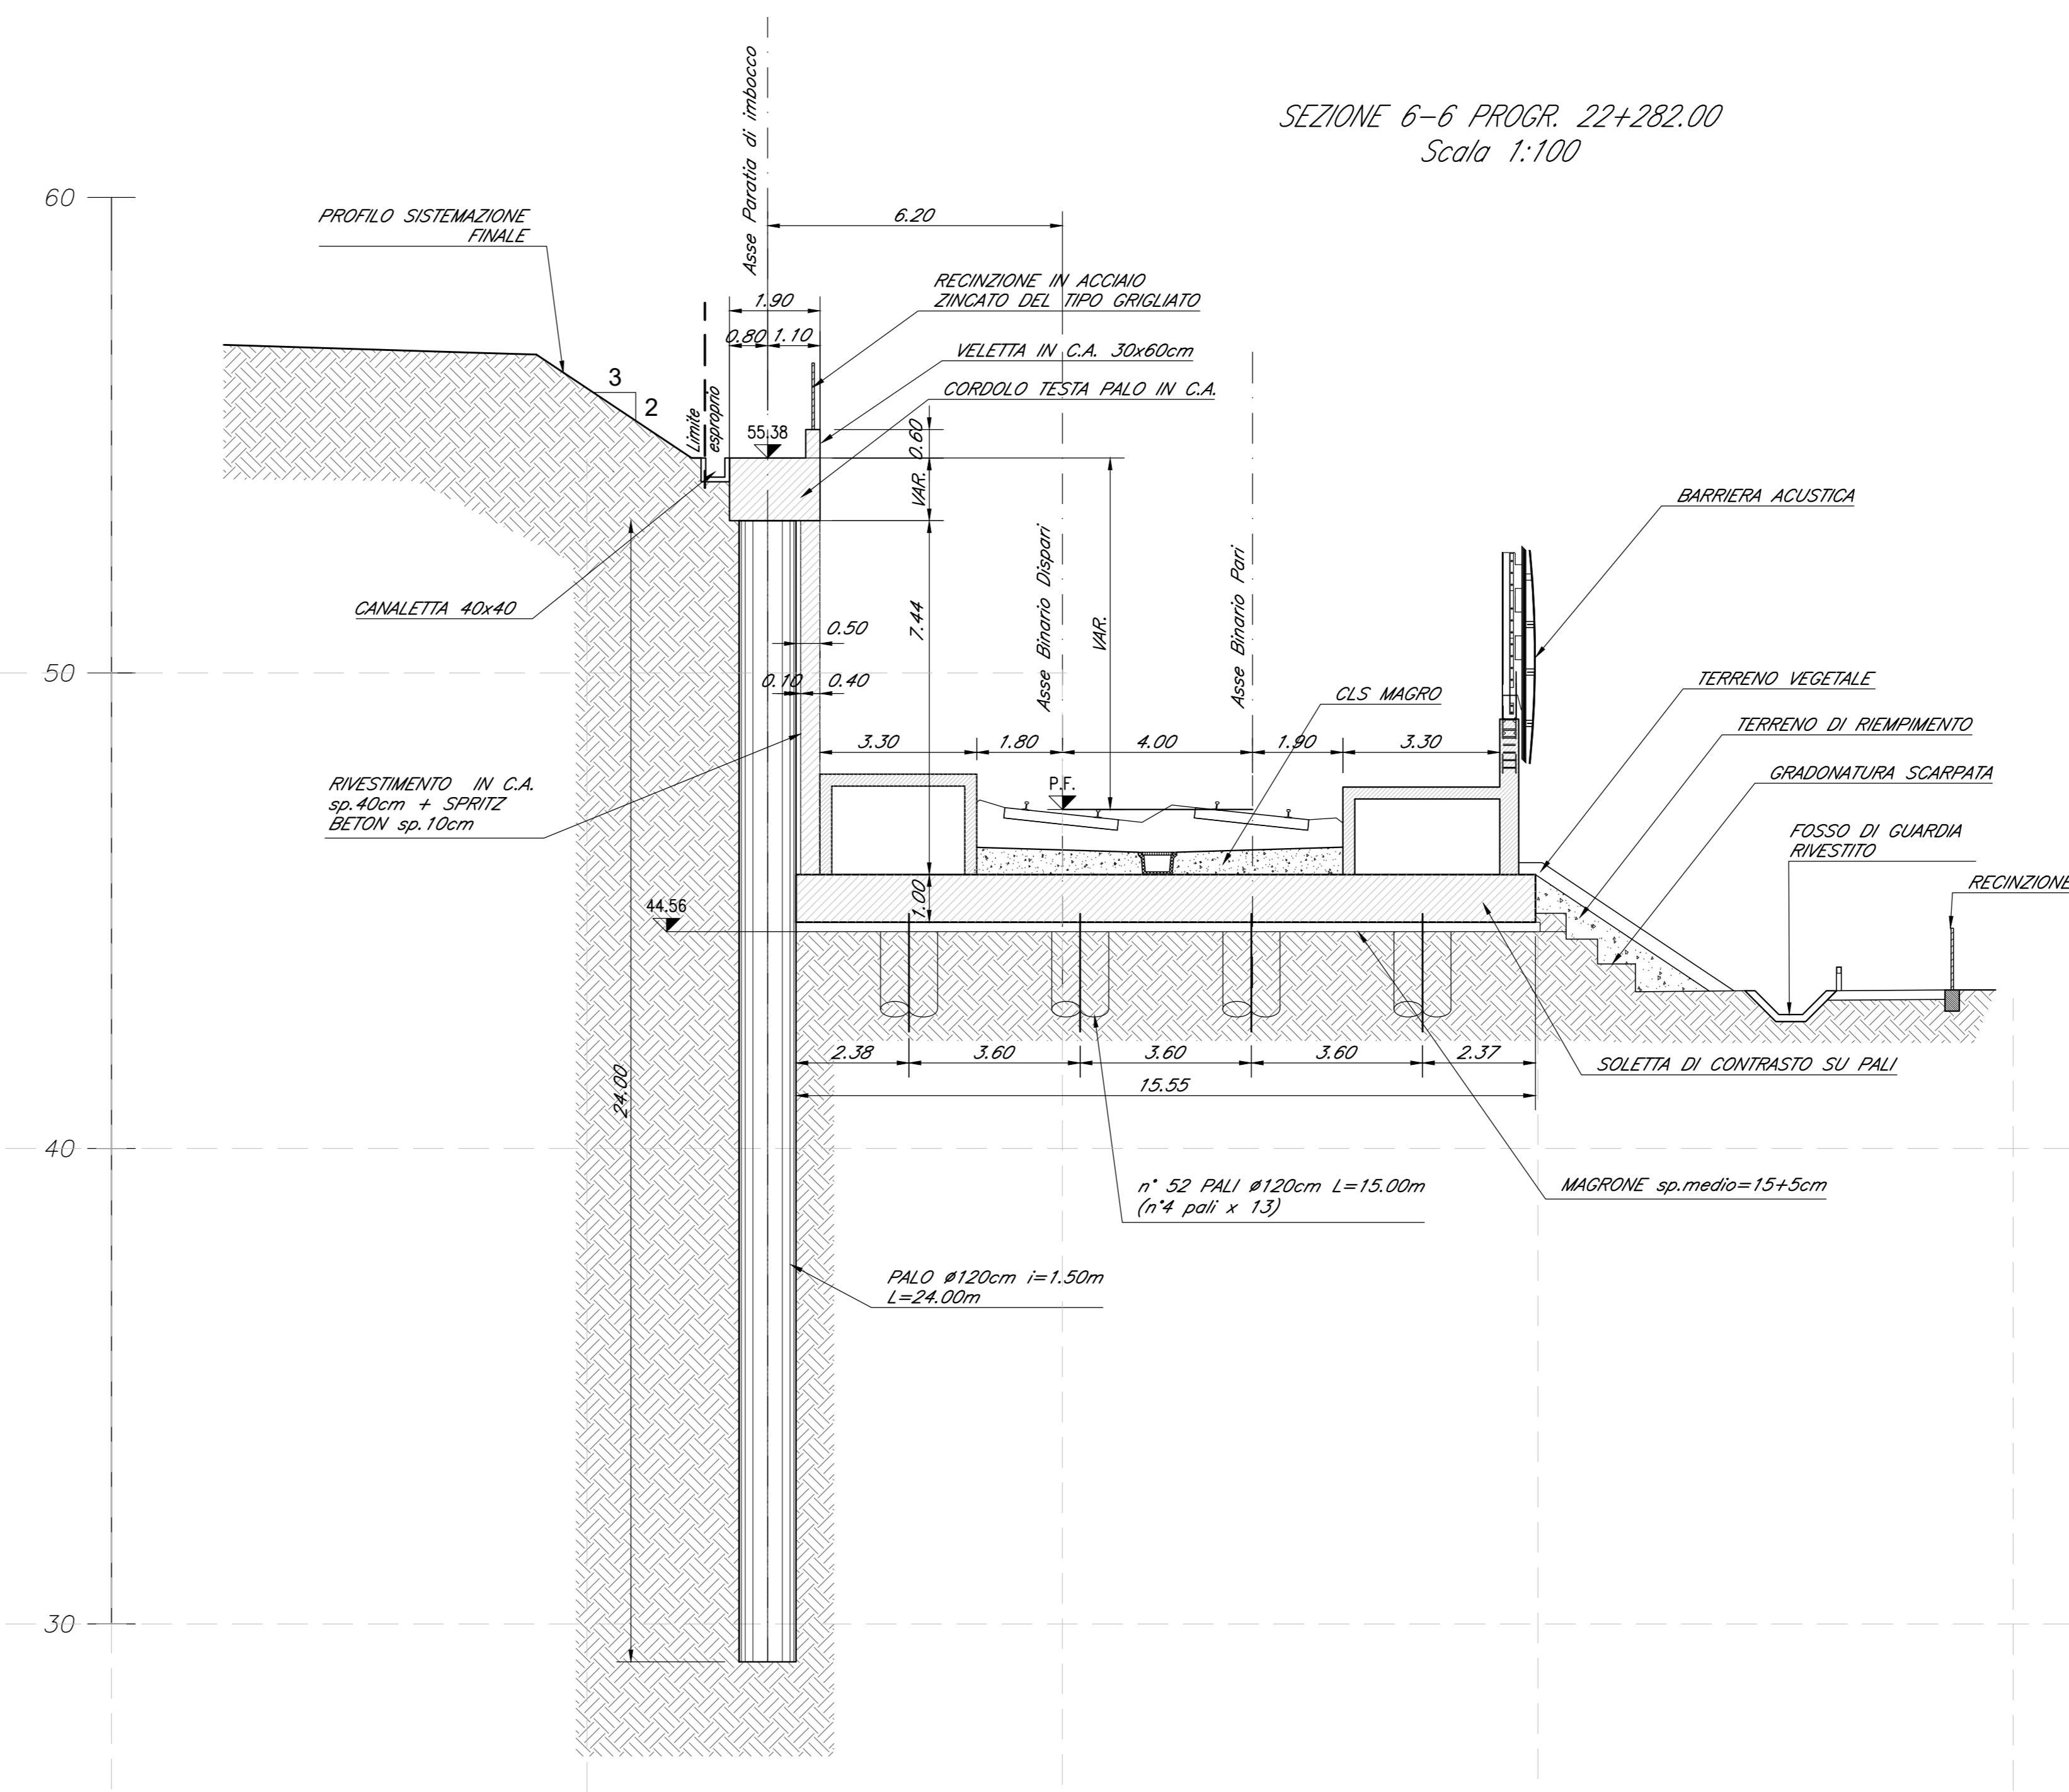 SEZIONE 6-6 PROGR. 22+282.00
Scala 1:100
60
50
40
30
Asse Paratia di imbocco
PROFILO SISTEMAZIONE
FINALE
6.20
RECINZIONE IN ACCIAIO
ZINCATO DEL TIPO GRIGLIATO
1.90
0.80
1.10
VELETTA IN C.A. 30x60cm
CORDOLO TESTA PALO IN C.A.
3
2
Limite
esproprio
55.38
0.60
VAR.
BARRIERA ACUSTICA
Asse Binario Dispari
Asse Binario Pari
CANALETTA 40x40
7.44
VAR.
0.50
0.10
0.40
CLS MAGRO
TERRENO VEGETALE
TERRENO DI RIEMPIMENTO
GRADONATURA SCARPATA
3.30
1.80
4.00
1.90
3.30
P.F.
RIVESTIMENTO IN C.A.
sp.40cm + SPRITZ
BETON sp.10cm
FOSSO DI GUARDIA
RIVESTITO
RECINZIONE
1.00
44.56
2.38
3.60
3.60
3.60
2.37
15.55
SOLETTA DI CONTRASTO SU PALI
24.00
n° 52 PALI ø120cm L=15.00m
(n°4 pali x 13)
MAGRONE sp.medio=15+5cm
PALO ø120cm i=1.50m
L=24.00m